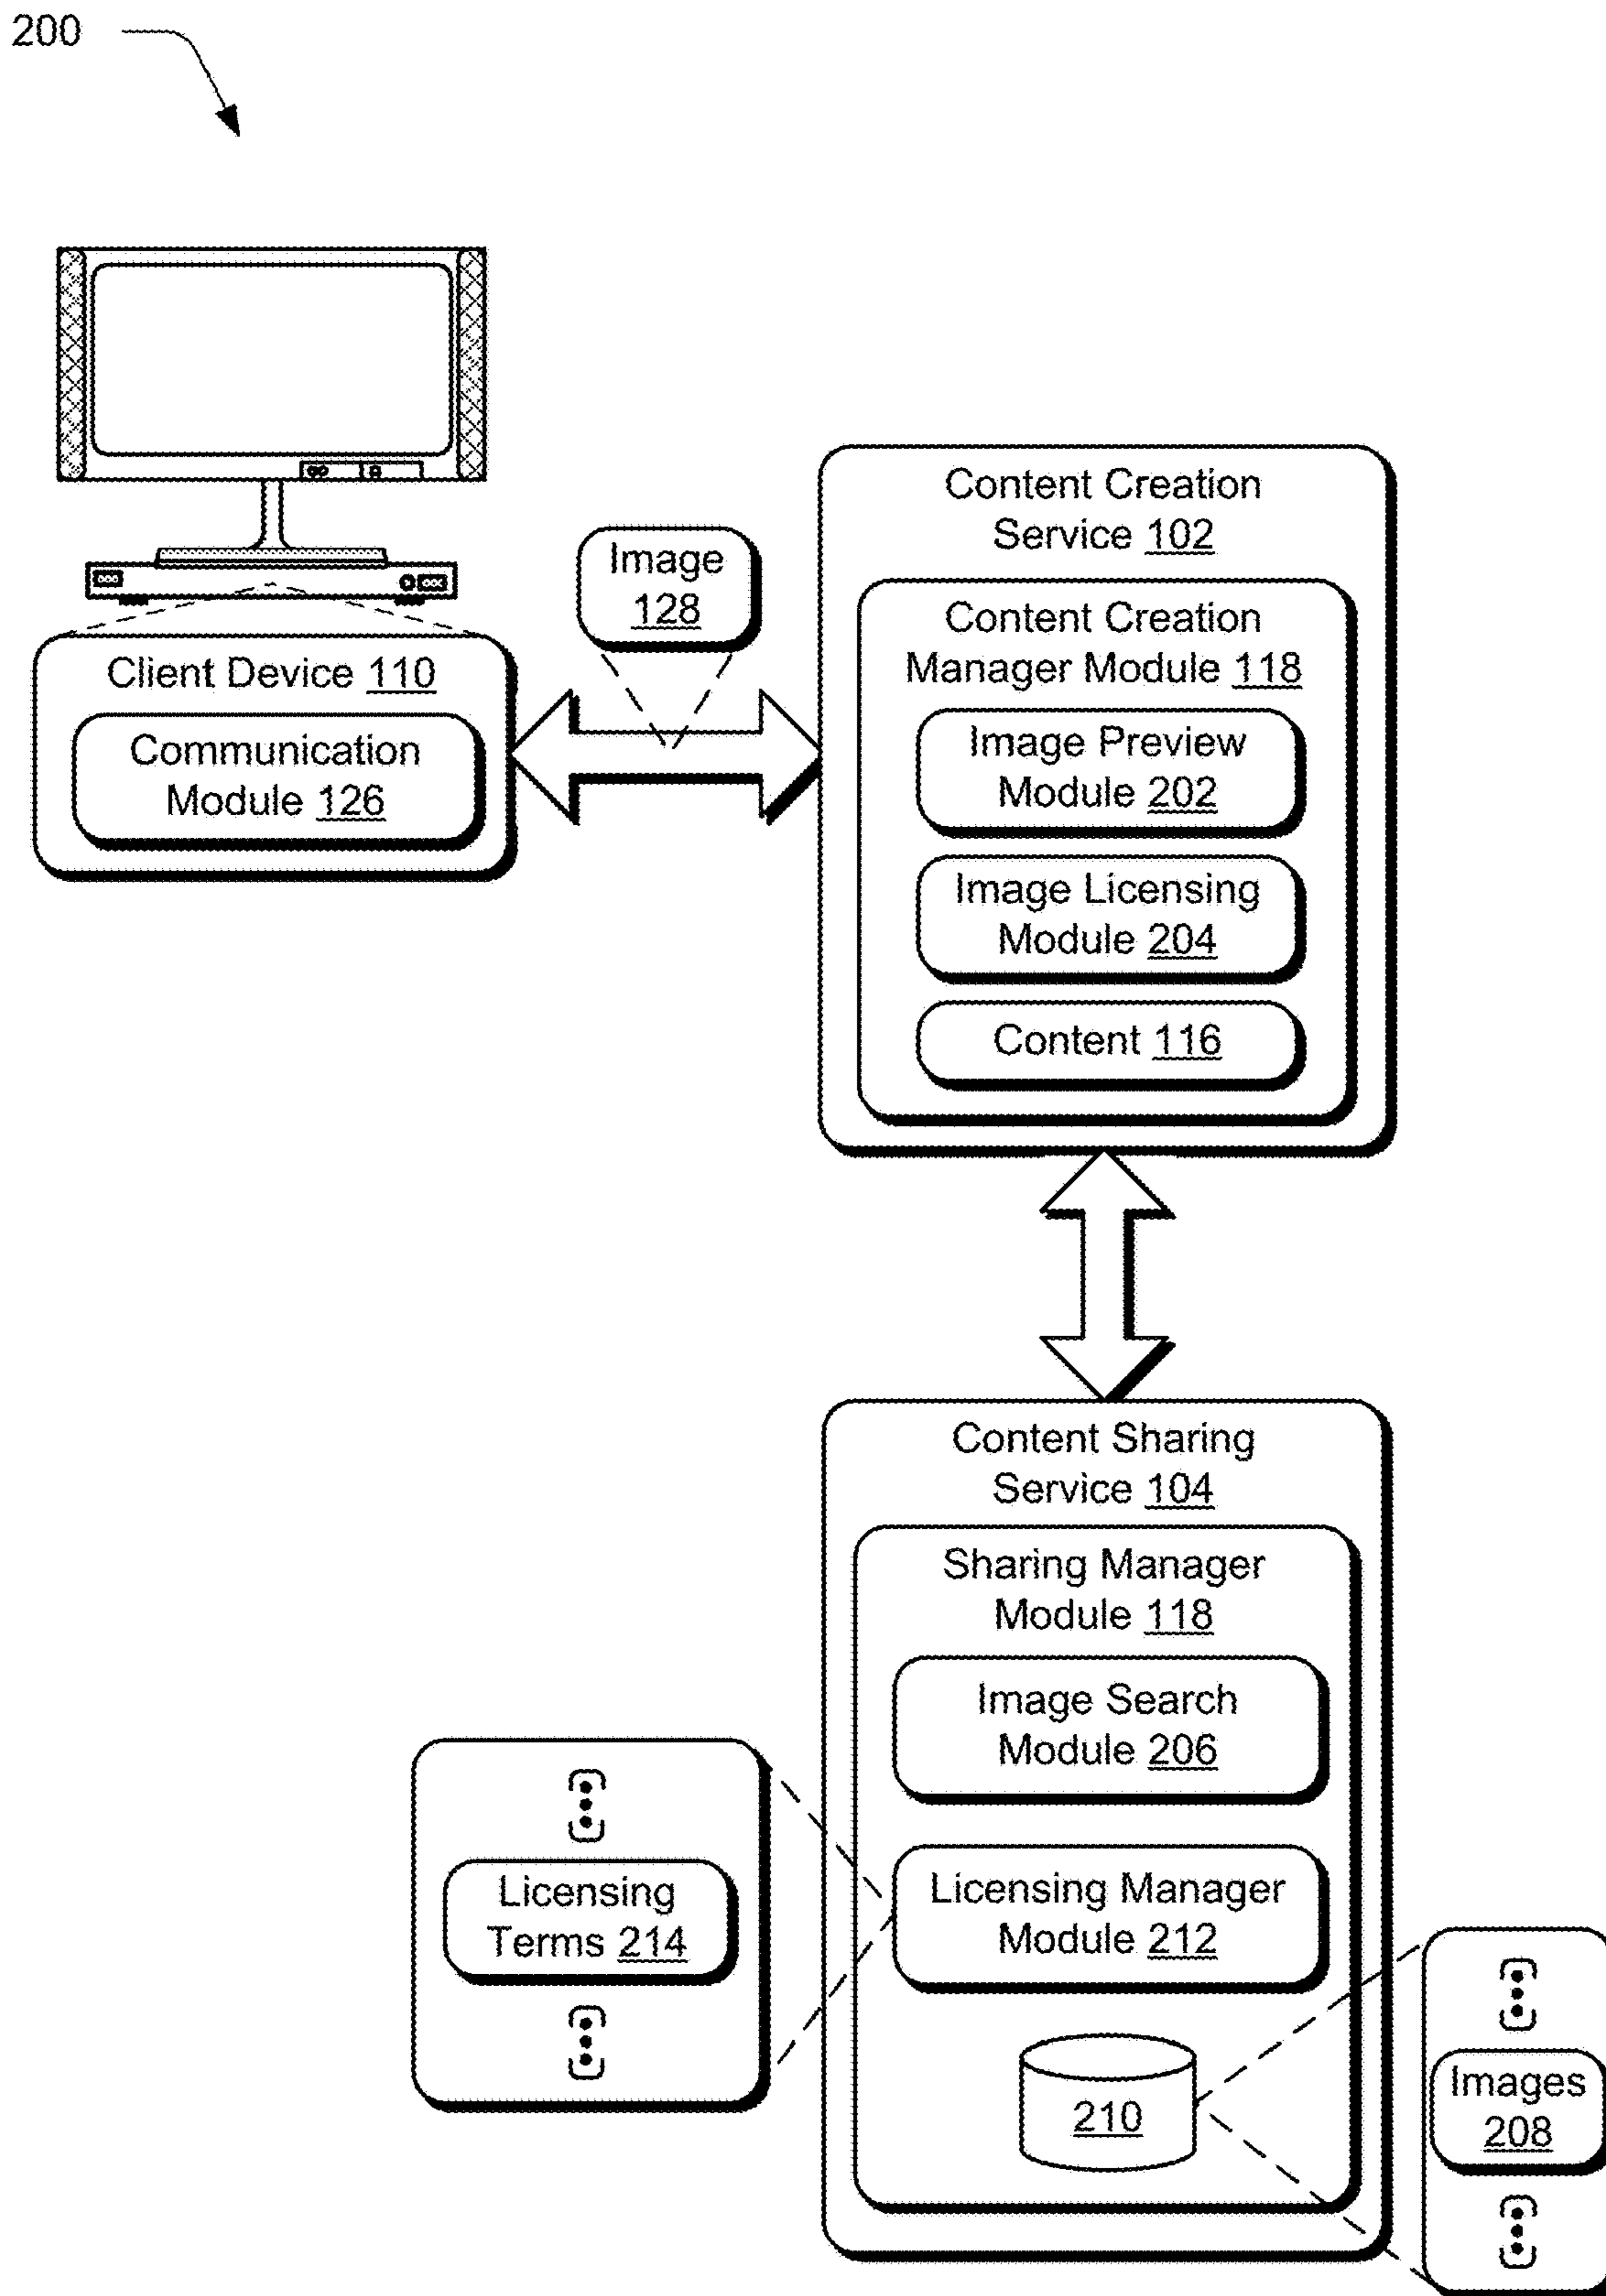 200
Client Device 110
Communication
Module 126
Image
128
Content Creation
Service 102
Content Creation
Manager Module 118
Image Preview
Module 202
Image Licensing
Module 204
Content 116
Content Sharing
Service 104
Sharing Manager
Module 118
Image Search
Module 206
Licensing Manager
Module 212
210
Licensing
Terms 214
Images
208